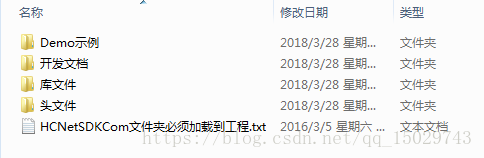 名称 修改日期 类型
Demo示例 2018/3/28 星期... 文件夹
开发文档 2018/3/28 星期... 文件夹
库文件 2018/3/28 星期... 文件夹
头文件 2018/3/28 星期... 文件夹
HCNetSDKCom文件夹必须加载到工程.txt 2016/3/5 星期六 ... 文本文档
https://blog.csdn.net/qq_15029743